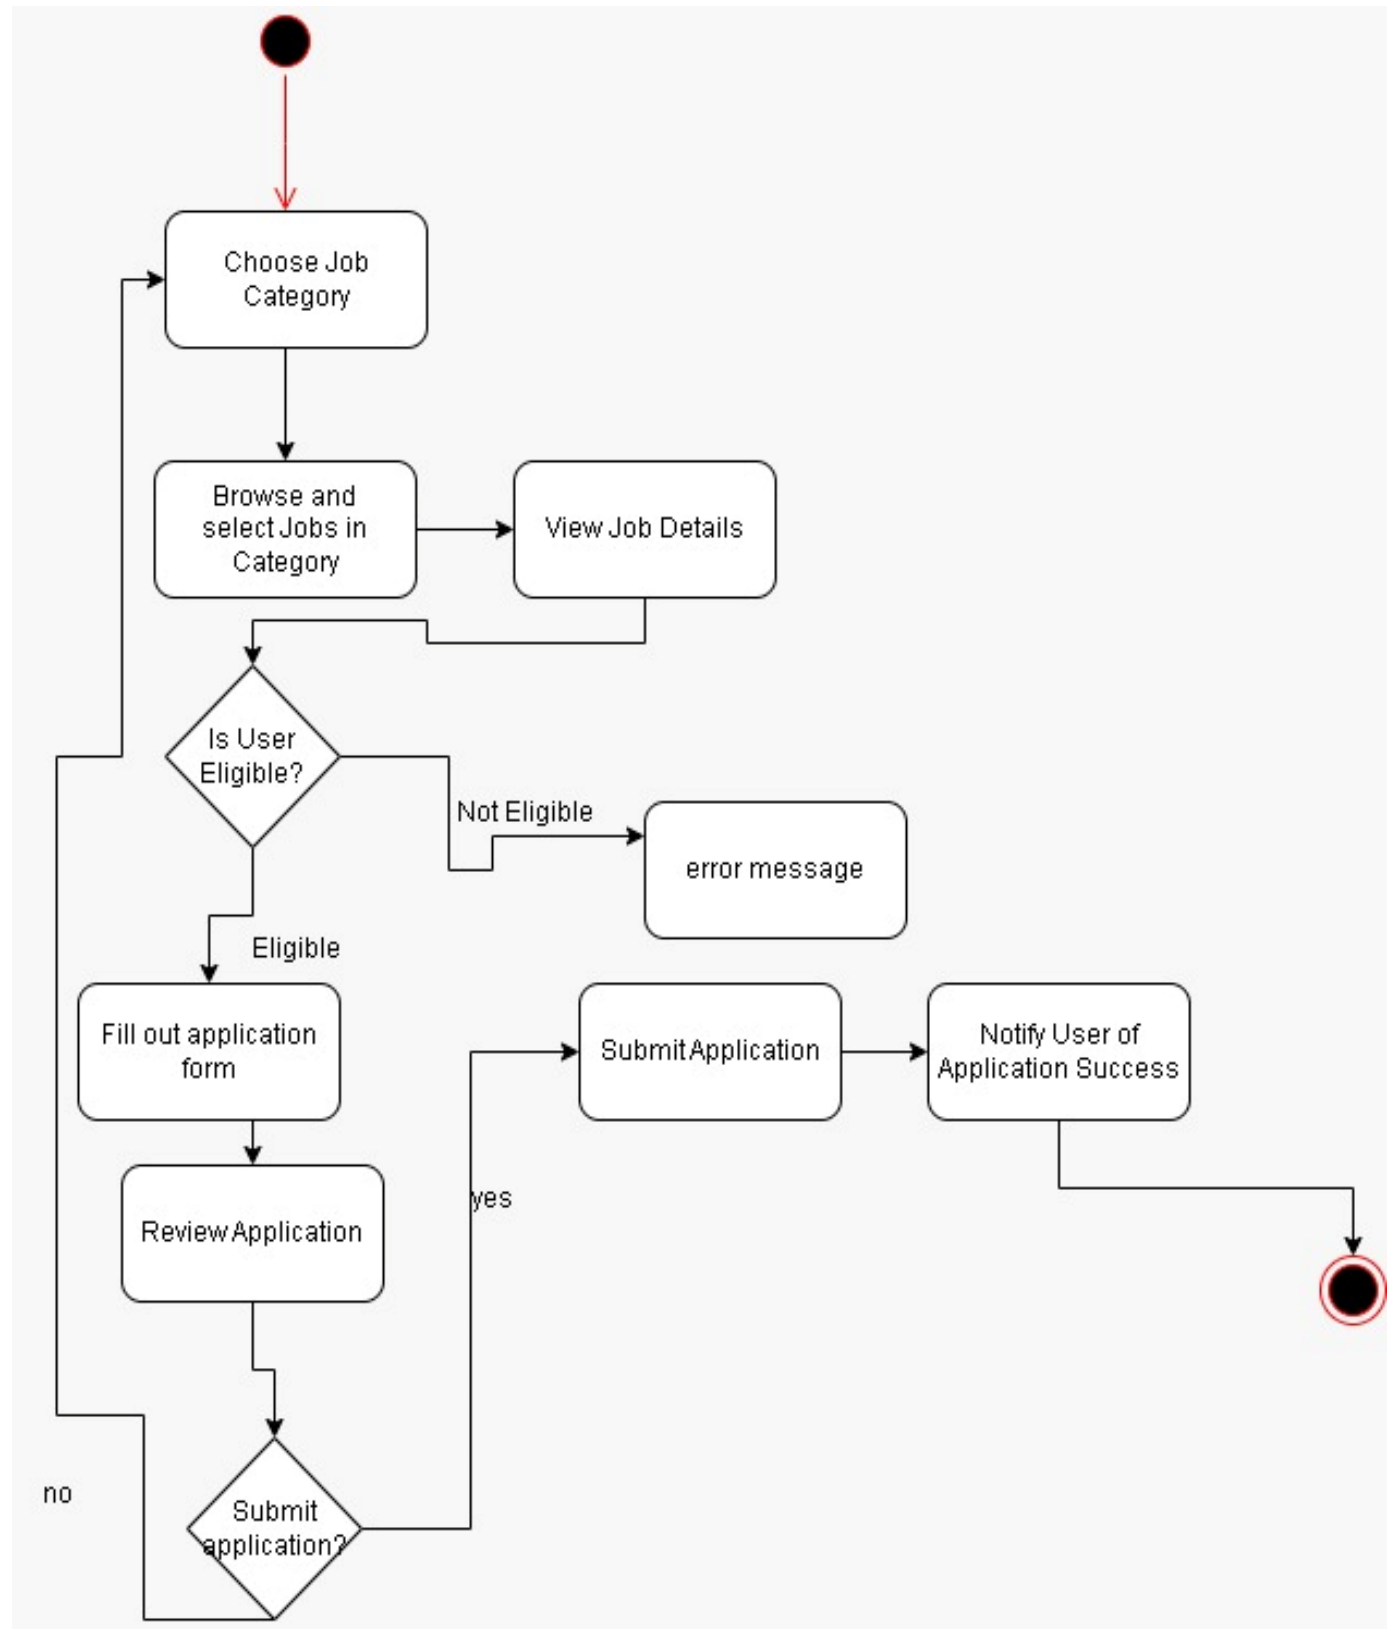 Choose Job
Category
Browse and
select Jobs in
Category
View Job Details
Is User
Eligible?
Not Eligible
error message
Eligible
Fill out application
form
Submit Application
Notify User of
Application Success
yes
Review Application
no
Submit
application?